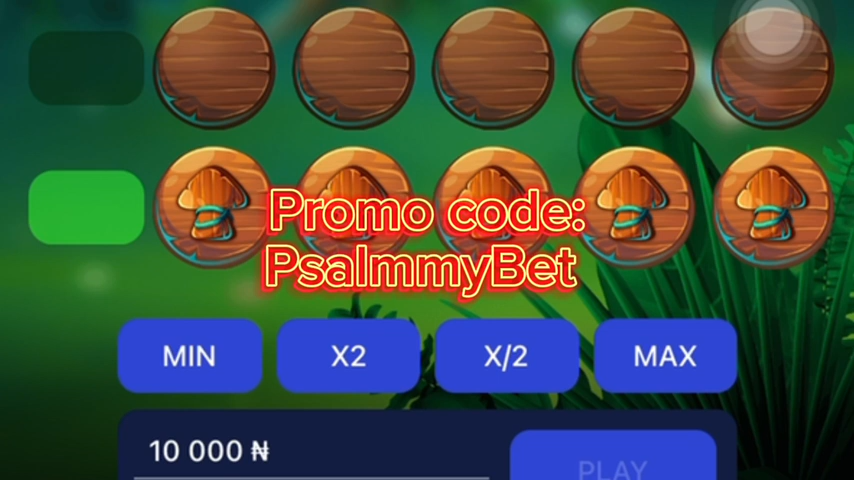 Promo code:
PsalmmyBet
MIN X2 X/2 MAX
10 000 ₦
PLAY